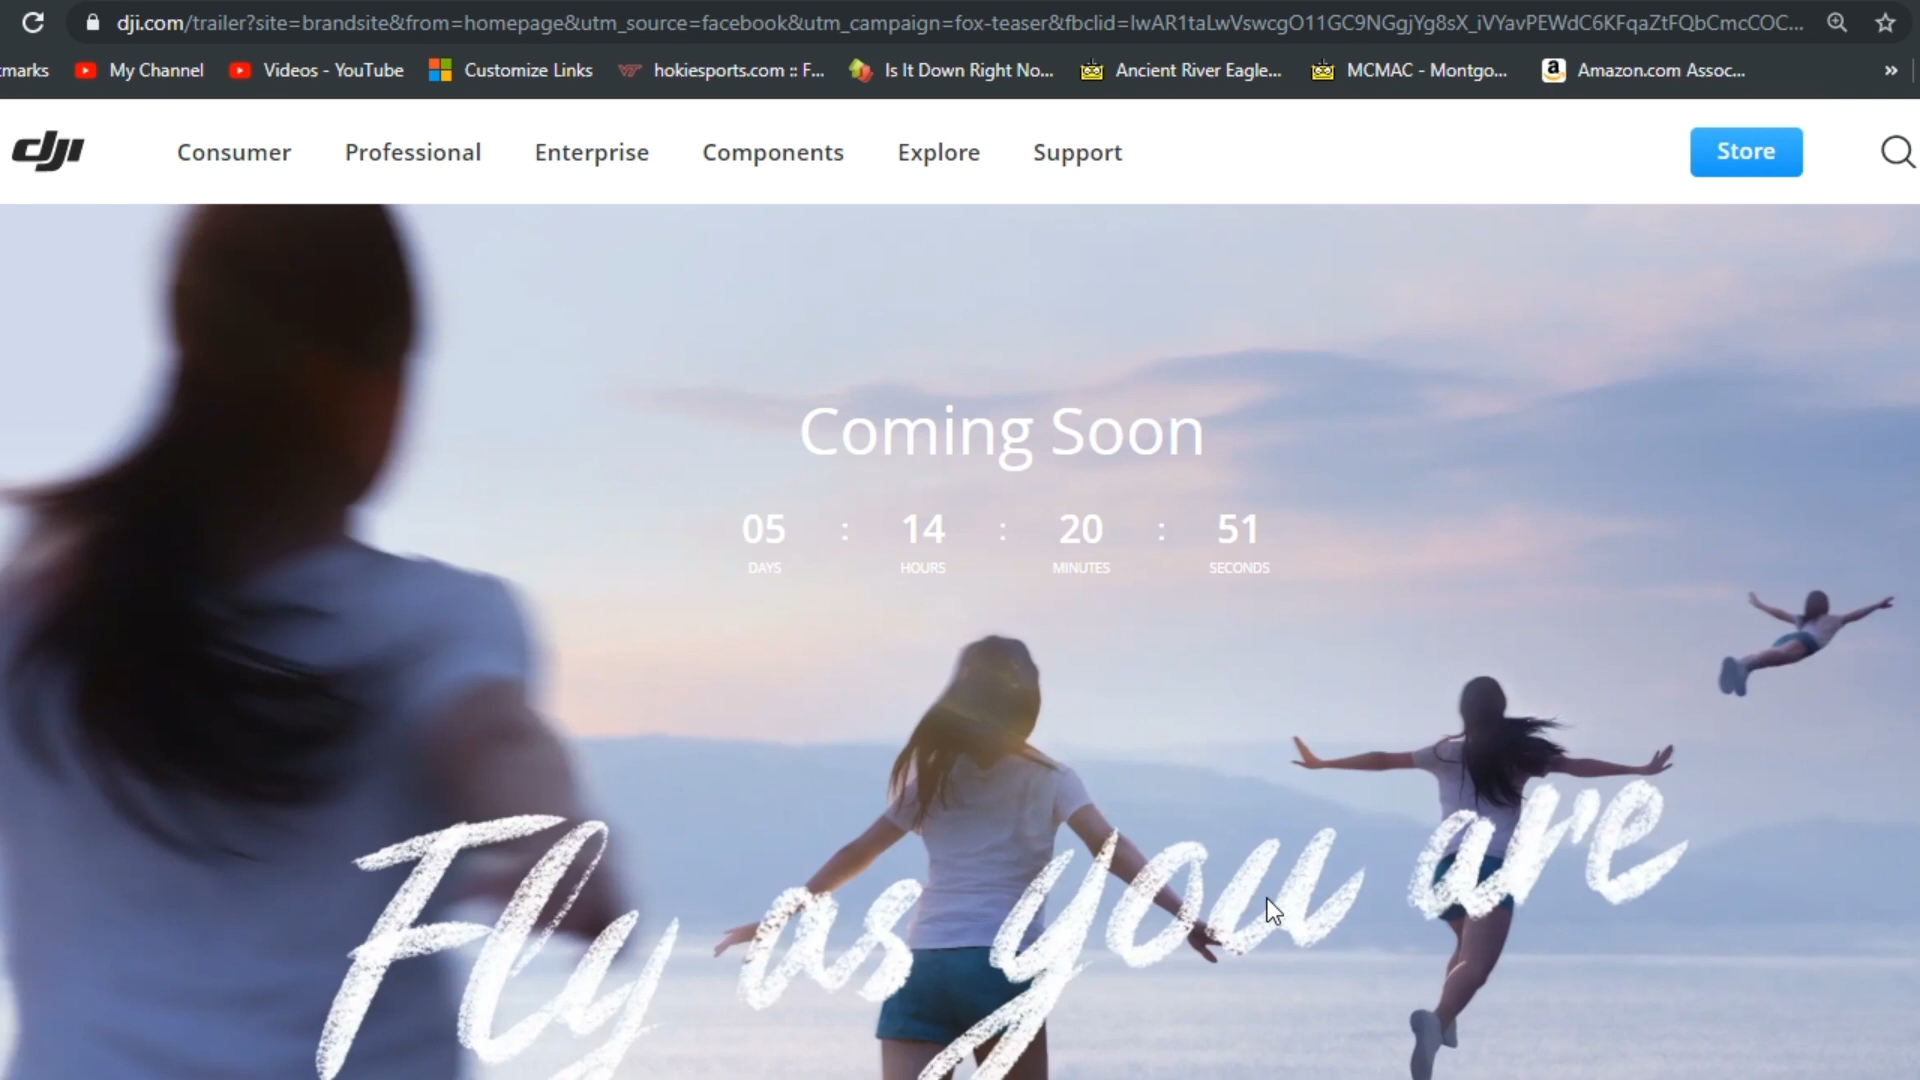 dji.com/trailer?site=brandsite&from=homepage&utm_source=facebook&utm_campaign=fox-teaser&fbclid=IwAR1taLwVswcgO11GC9NGgjYg8sX_iVYavPEWdC6KFqaZtFQbCmcCOC...
marks My Channel Videos - YouTube Customize Links hokiesports.com :: F... Is It Down Right No... Ancient River Eagle... MCMAC - Montgo... Amazon.com Assoc... »
dji Consumer Professional Enterprise Components Explore Support Store
Coming Soon
05 : 14 : 20 : 51
DAYS HOURS MINUTES SECONDS
Fly as you are